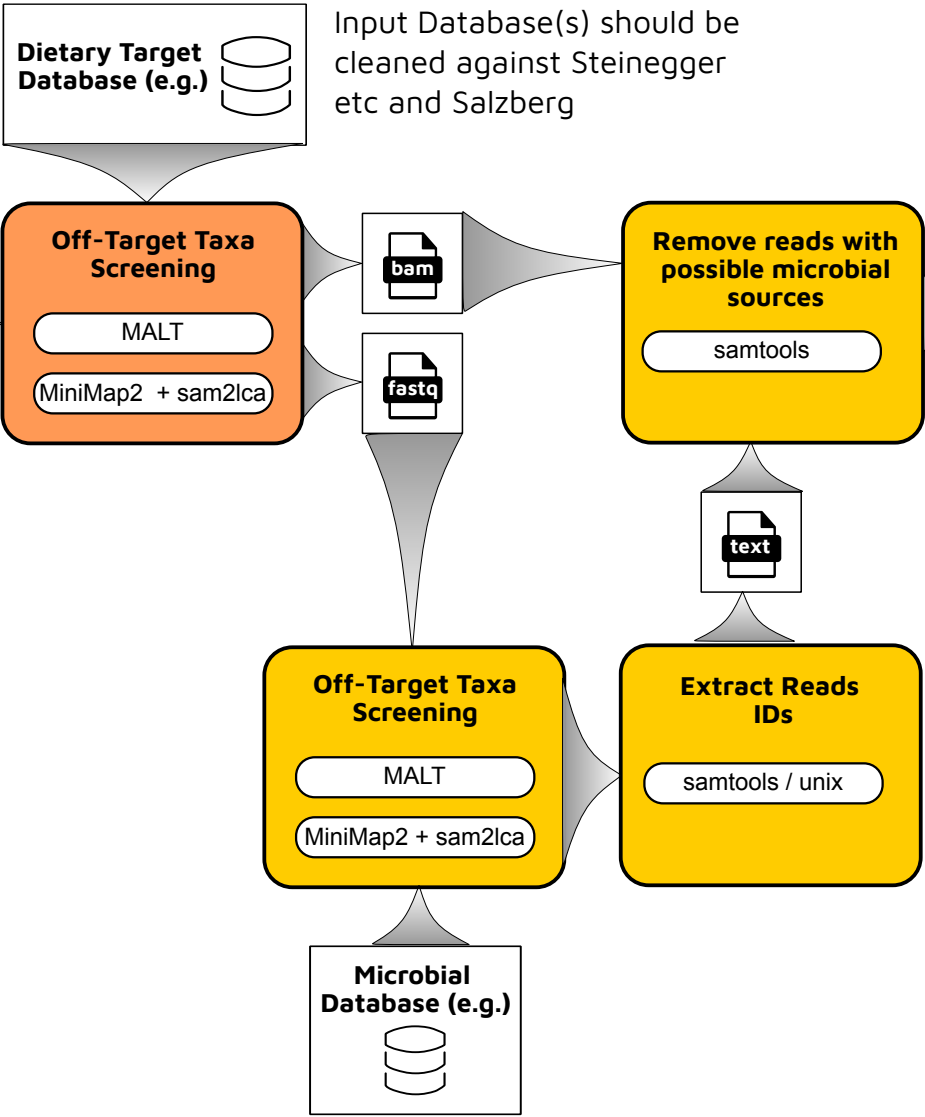 Dietary Target
Database (e.g.)
Input Database(s) should be
cleaned against Steinegger
etc and Salzberg
Off-Target Taxa
Screening
MALT
MiniMap2 + sam2lca
bam
fastq
Remove reads with
possible microbial
sources
samtools
text
Off-Target Taxa
Screening
MALT
MiniMap2 + sam2lca
Extract Reads
IDs
samtools / unix
Microbial
Database (e.g.)